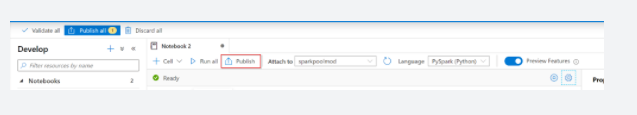 Validate all Publish all 1 Discard all
Develop
Notebook 2
+ Cell Run all Publish Attach to sparkpoolmod Language PySpark (Python) Preview Features
Filter resources by name
Notebooks 2
Ready
Prop